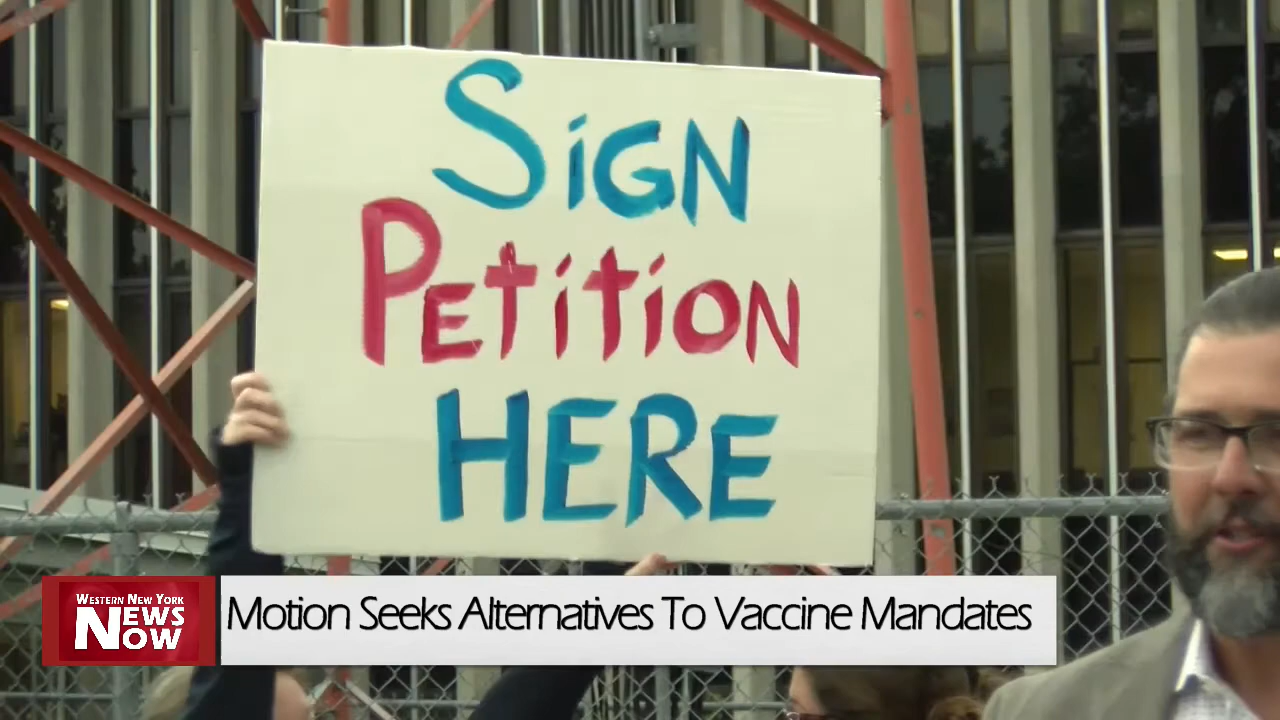 SiGN
PETiTiON
HERE
WESTERN NEW YORK
NEWS
NOW
Motion Seeks Alternatives To Vaccine Mandates